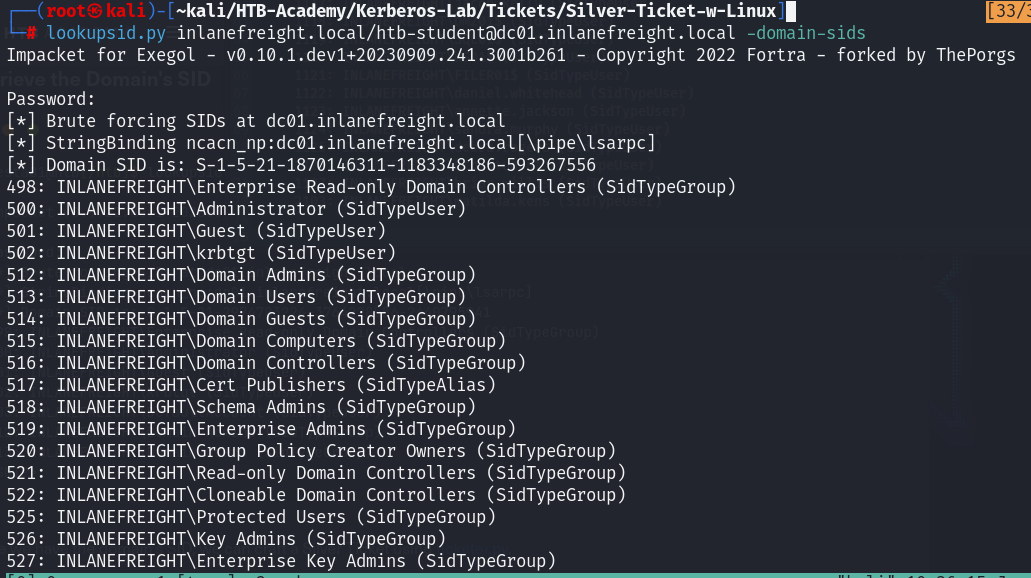 ┌──(root㉿kali)-[~kali/HTB-Academy/Kerberos-Lab/Tickets/Silver-Ticket-w-Linux] [33/3
└─# lookupsid.py inlanefreight.local/htb-student@dc01.inlanefreight.local -domain-sids
Impacket for Exegol - v0.10.1.dev1+20230909.241.3001b261 - Copyright 2022 Fortra - forked by ThePorgs
Password:
[*] Brute forcing SIDs at dc01.inlanefreight.local
[*] StringBinding ncacn_np:dc01.inlanefreight.local[\pipe\lsarpc]
[*] Domain SID is: S-1-5-21-1870146311-1183348186-593267556
498: INLANEFREIGHT\Enterprise Read-only Domain Controllers (SidTypeGroup)
500: INLANEFREIGHT\Administrator (SidTypeUser)
501: INLANEFREIGHT\Guest (SidTypeUser)
502: INLANEFREIGHT\krbtgt (SidTypeUser)
512: INLANEFREIGHT\Domain Admins (SidTypeGroup)
513: INLANEFREIGHT\Domain Users (SidTypeGroup)
514: INLANEFREIGHT\Domain Guests (SidTypeGroup)
515: INLANEFREIGHT\Domain Computers (SidTypeGroup)
516: INLANEFREIGHT\Domain Controllers (SidTypeGroup)
517: INLANEFREIGHT\Cert Publishers (SidTypeAlias)
518: INLANEFREIGHT\Schema Admins (SidTypeGroup)
519: INLANEFREIGHT\Enterprise Admins (SidTypeGroup)
520: INLANEFREIGHT\Group Policy Creator Owners (SidTypeGroup)
521: INLANEFREIGHT\Read-only Domain Controllers (SidTypeGroup)
522: INLANEFREIGHT\Cloneable Domain Controllers (SidTypeGroup)
525: INLANEFREIGHT\Protected Users (SidTypeGroup)
526: INLANEFREIGHT\Key Admins (SidTypeGroup)
527: INLANEFREIGHT\Enterprise Key Admins (SidTypeGroup)